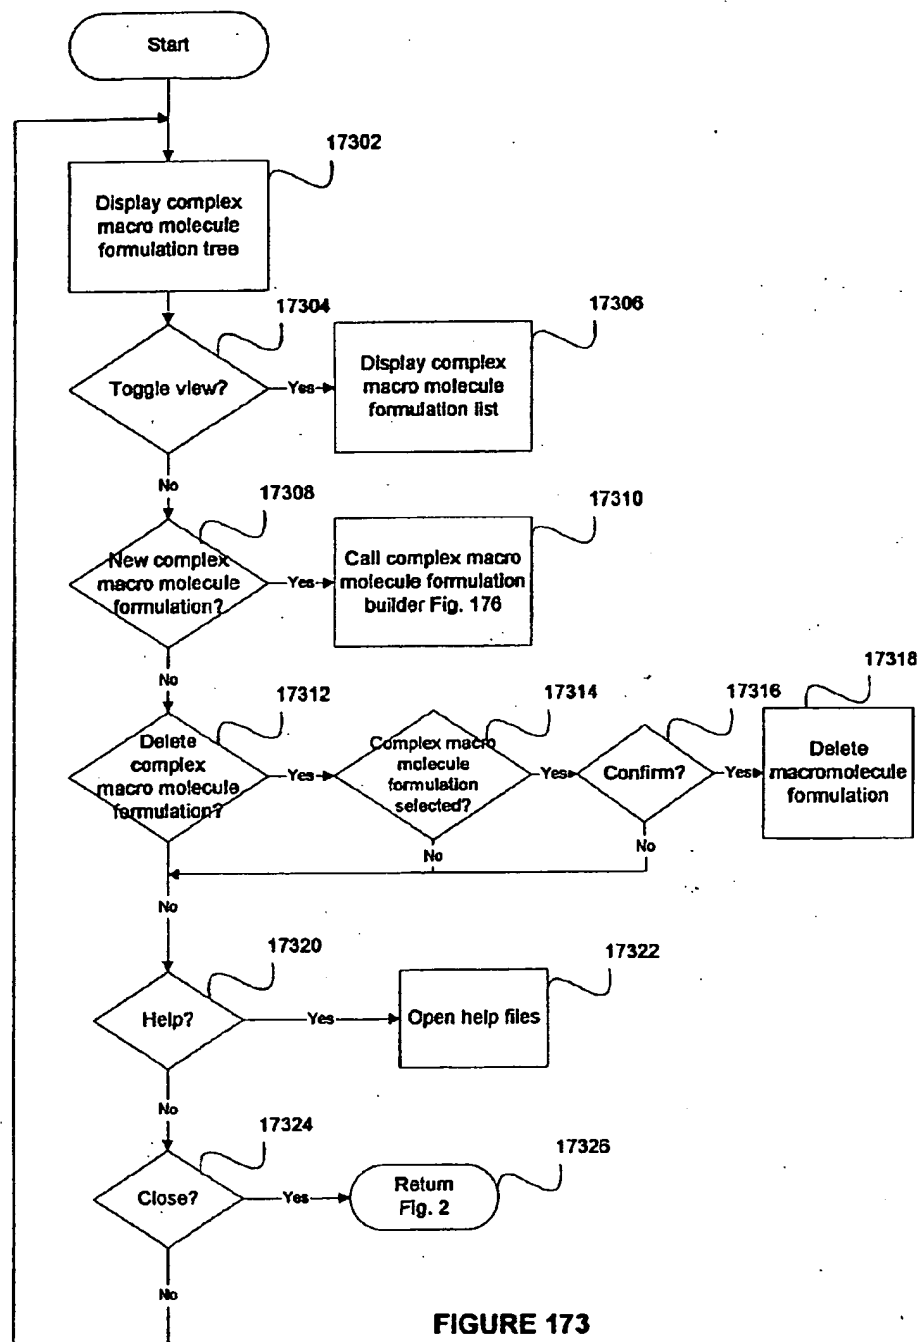 Start
17302
Display complex
macro molecule
formulation tree
17304
17306
Toggle view?
Yes
Display complex
macro molecule
formulation list
No
17308
17310
New complex
macro molecule
formulation?
Yes
Call complex macro
molecule formulation
builder Fig. 176
No
17312
17314
17316
17318
Delete
complex
macro molecule
formulation?
Yes
Complex macro
molecule
formulation
selected?
Yes
Confirm?
Yes
Delete
macromolecule
formulation
No
No
No
17320
17322
Help?
Yes
Open help files
No
17324
17326
Close?
Yes
Return
Fig. 2
No
FIGURE 173